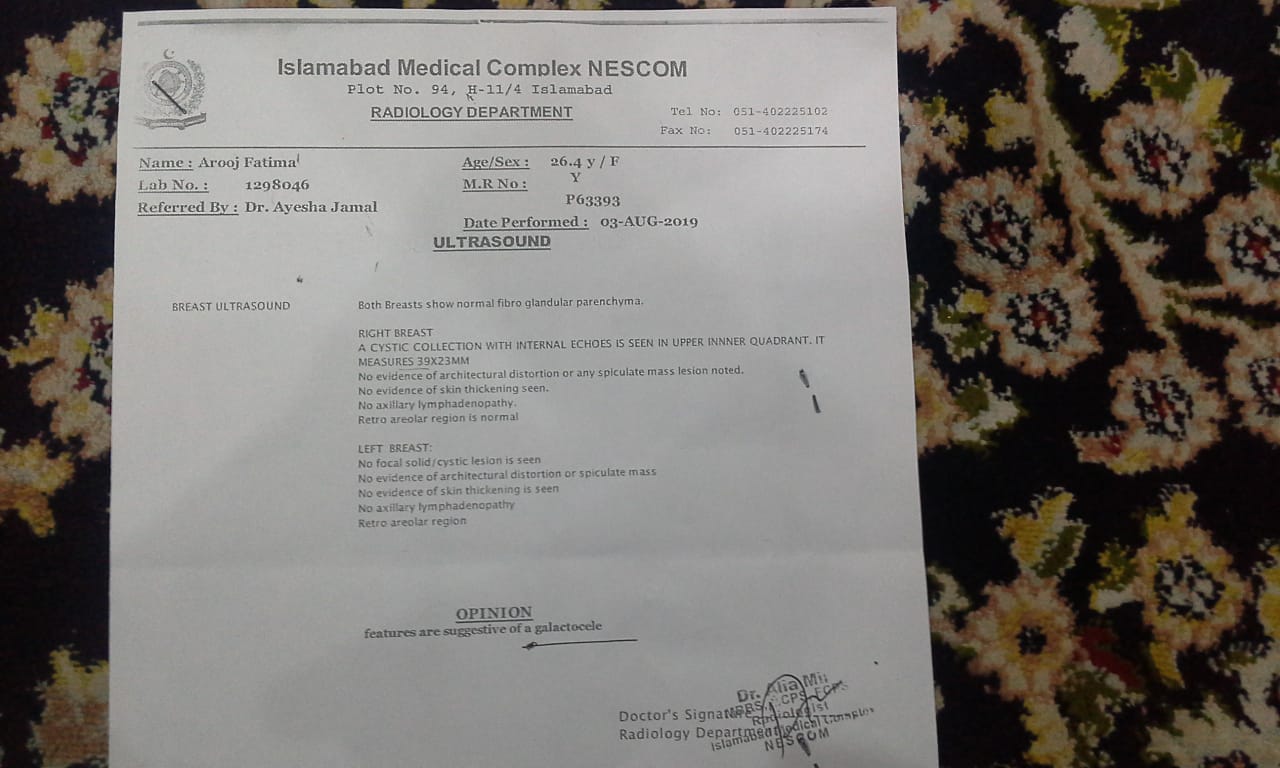 Islamabad Medical Complex NESCOM
Plot No. 94, H-11/4 Islamabad
RADIOLOGY DEPARTMENT
Tel No: 051-402225102
Fax No: 051-402225174
Name : Arooj Fatima
Age/Sex : 26.4 y / F
Y
Lab No. : 1298046
M.R No :
P63393
Referred By : Dr. Ayesha Jamal
Date Performed : 03-AUG-2019
ULTRASOUND
BREAST ULTRASOUND
Both Breasts show normal fibro glandular parenchyma.
RIGHT BREAST
A CYSTIC COLLECTION WITH INTERNAL ECHOES IS SEEN IN UPPER INNNER QUADRANT. IT
MEASURES 39X23MM
No evidence of architectural distortion or any spiculate mass lesion noted.
No evidence of skin thickening seen.
No axillary lymphadenopathy.
Retro areolar region is normal
LEFT BREAST:
No focal solid/cystic lesion is seen
No evidence of architectural distortion or spiculate mass
No evidence of skin thickening is seen
No axillary lymphadenopathy
Retro areolar region
OPINION
features are suggestive of a galactocele
Dr. Alia
Doctor's Signature
Radiologist
Radiology Department
Islamabad Medical Complex
NESCOM